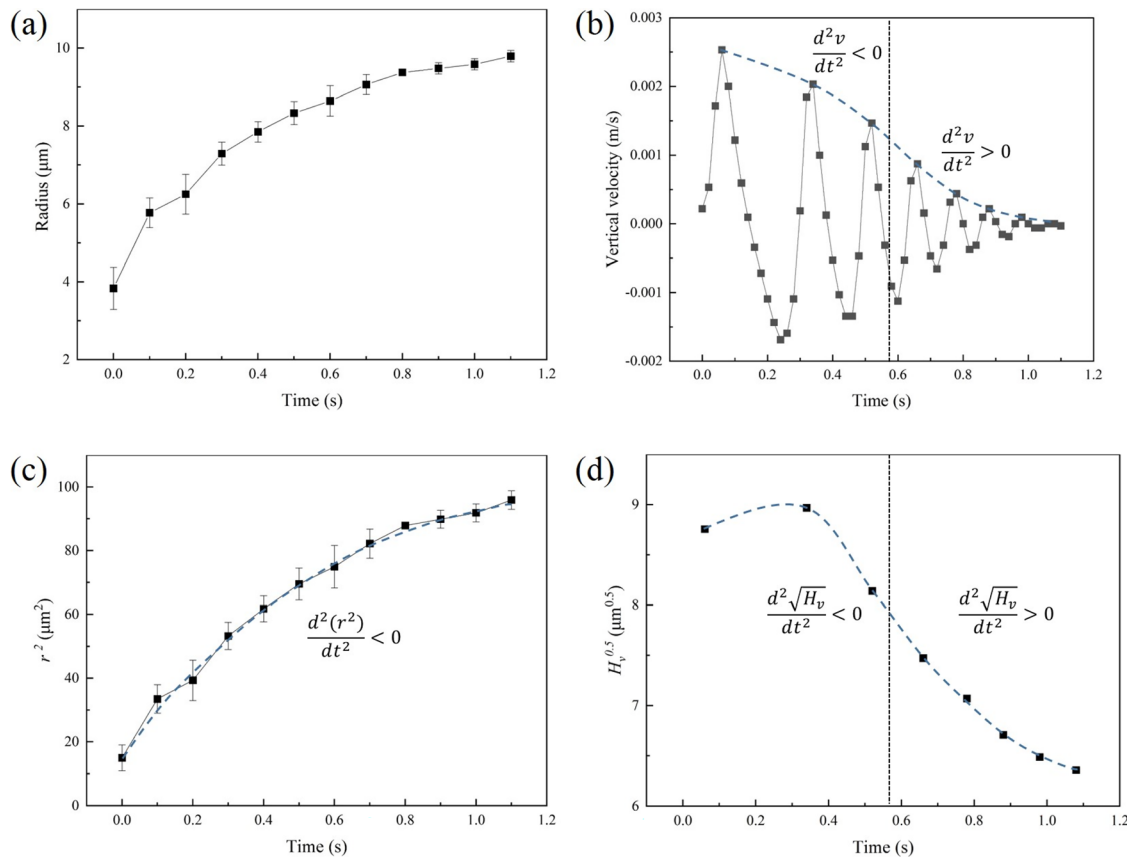 (a)
10
8
6
4
2
Radius (μm)
0.0 0.2 0.4 0.6 0.8 1.0 1.2
Time (s)
(b)
0.003
0.002
0.001
0.000
-0.001
-0.002
Vertical velocity (m/s)
d²v/dt² < 0
d²v/dt² > 0
0.0 0.2 0.4 0.6 0.8 1.0 1.2
Time (s)
(c)
100
80
60
40
20
0
r² (μm²)
d²(r²)/dt² < 0
0.0 0.2 0.4 0.6 0.8 1.0 1.2
Time (s)
(d)
9
8
7
6
Hᵥ^0.5 (μm^0.5)
d²√Hᵥ/dt² < 0
d²√Hᵥ/dt² > 0
0.0 0.2 0.4 0.6 0.8 1.0 1.2
Time (s)